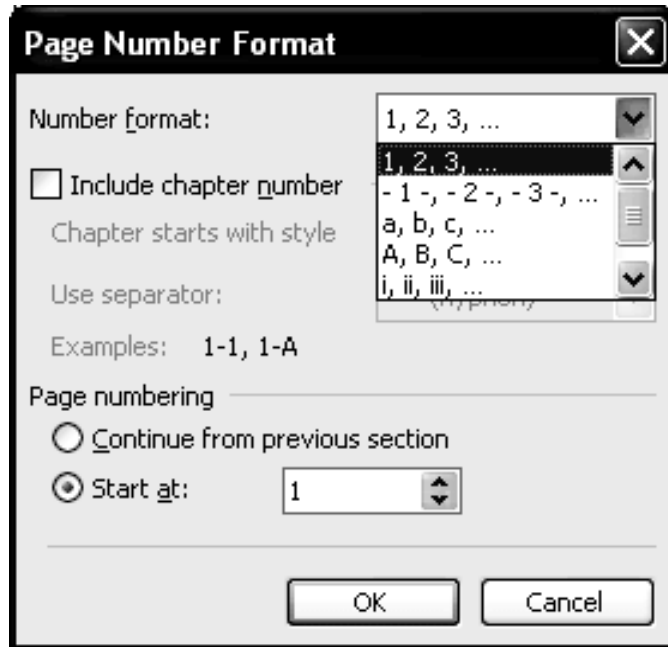 Page Number Format
Number format: 1, 2, 3, ...
1, 2, 3, ...
Include chapter number
- 1 -, - 2 -, - 3 -, ...
a, b, c, ...
Chapter starts with style
A, B, C, ...
i, ii, iii, ...
Use separator: (hyphen)
Examples: 1-1, 1-A
Page numbering
Continue from previous section
Start at: 1
OK Cancel